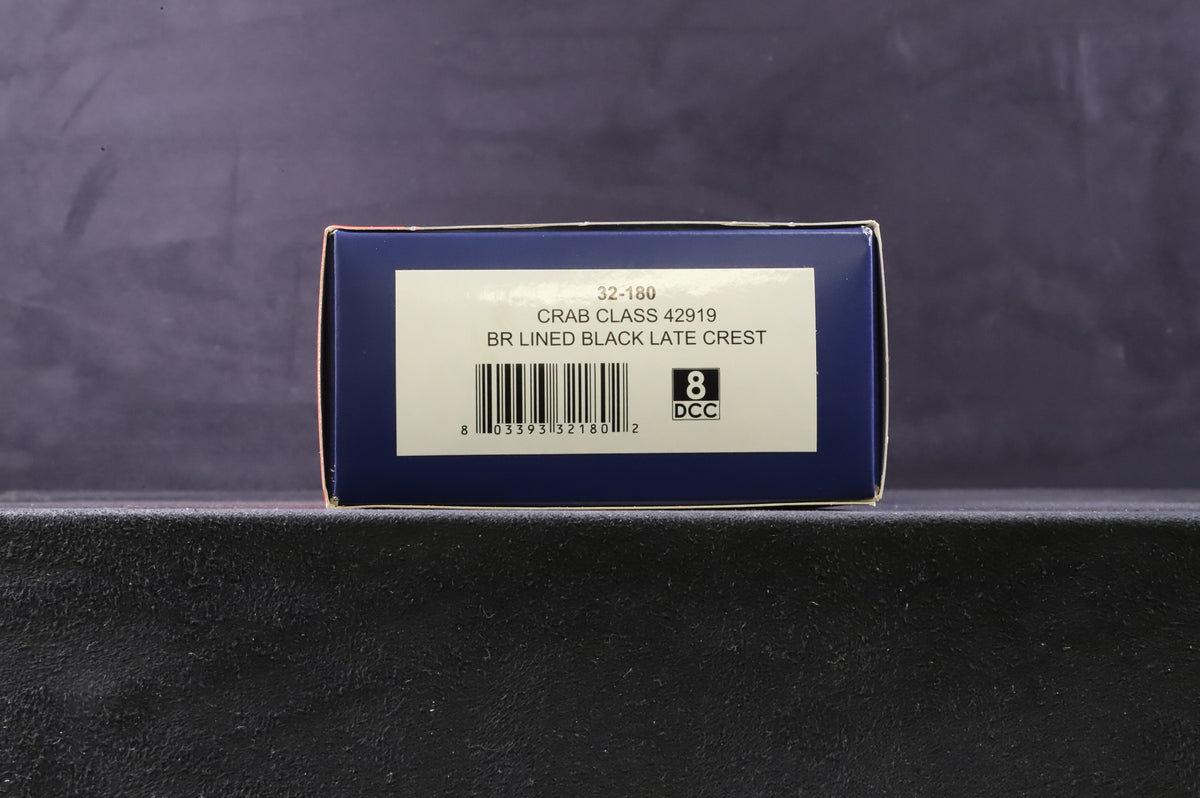 32-180
CRAB CLASS 42919
BR LINED BLACK LATE CREST
8 03393 32180 2
8
DCC